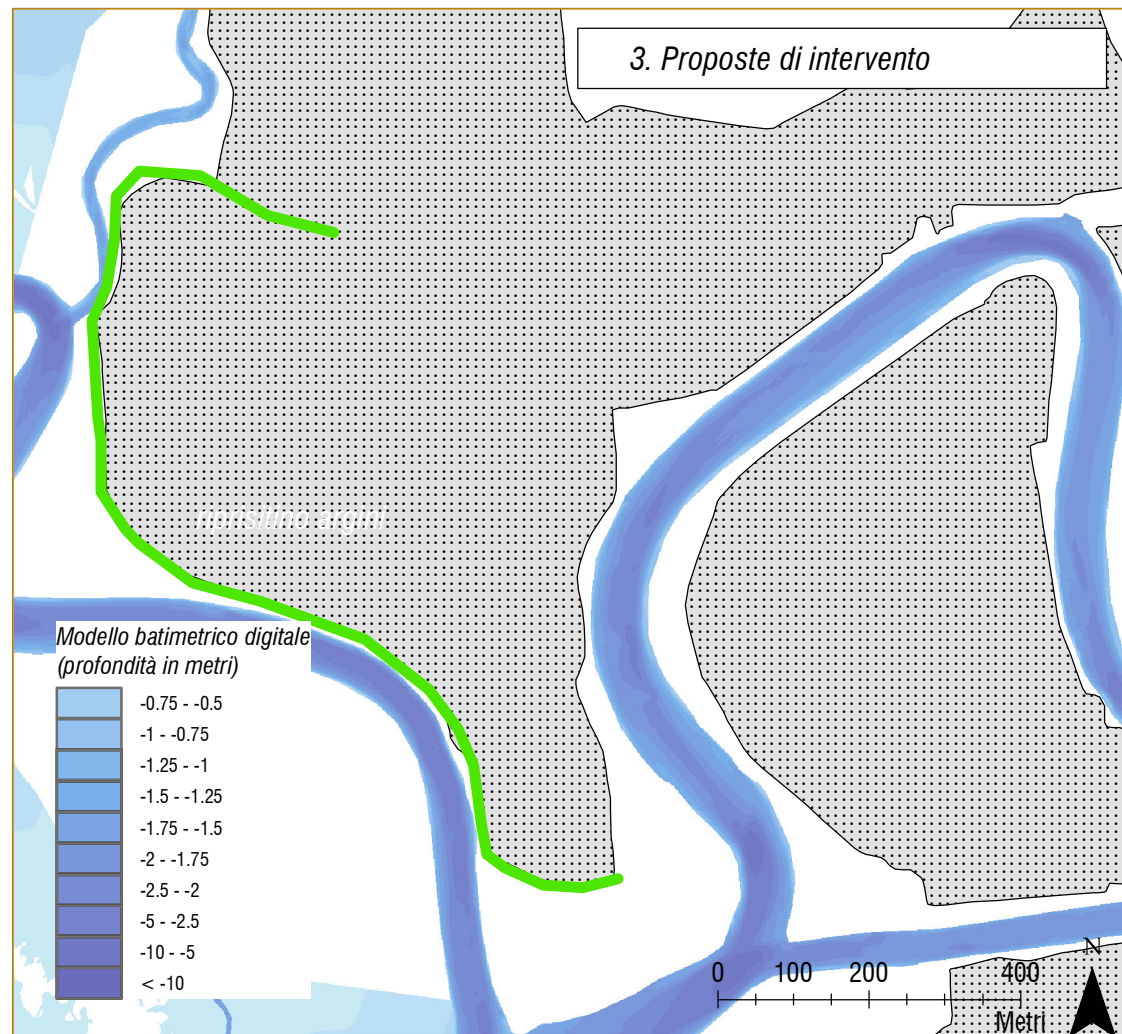 3. Proposte di intervento
riprisitino argini
Modello batimetrico digitale
(profondità in metri)
-0.75 - -0.5
-1 - -0.75
-1.25 - -1
-1.5 - -1.25
-1.75 - -1.5
-2 - -1.75
-2.5 - -2
-5 - -2.5
-10 - -5
< -10
N
0 100 200 400
Metri